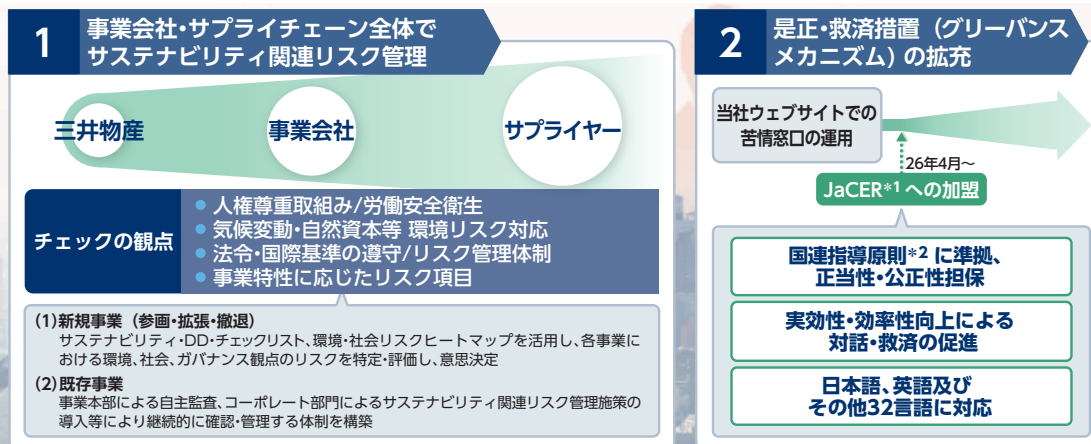 1
事業会社・サプライチェーン全体で
サステナビリティ関連リスク管理
三井物産
事業会社
サプライヤー
チェックの観点
● 人権尊重取組み/労働安全衛生
● 気候変動・自然資本等 環境リスク対応
● 法令・国際基準の遵守/リスク管理体制
● 事業特性に応じたリスク項目
(1)新規事業（参画・拡張・撤退）
サステナビリティ・DD・チェックリスト、環境・社会リスクヒートマップを活用し、各事業に
おける環境、社会、ガバナンス観点のリスクを特定・評価し、意思決定
(2)既存事業
事業本部による自主監査、コーポレート部門によるサステナビリティ関連リスク管理施策の
導入等により継続的に確認・管理する体制を構築
2
是正・救済措置（グリーバンス
メカニズム）の拡充
当社ウェブサイトでの
苦情窓口の運用
26年4月～
JaCER*1 への加盟
国連指導原則*2 に準拠、
正当性・公正性担保
実効性・効率性向上による
対話・救済の促進
日本語、英語及び
その他32言語に対応